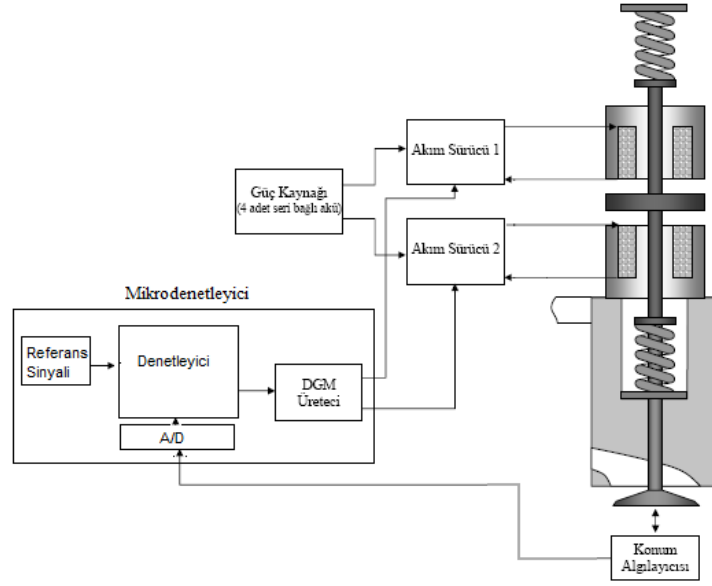 Akım Sürücü 1
Güç Kaynağı
(4 adet seri bağlı akü)
Akım Sürücü 2
Mikrodenetleyici
Referans
Sinyali
Denetleyici
DGM
Üreteci
A/D
Konum
Algılayıcısı